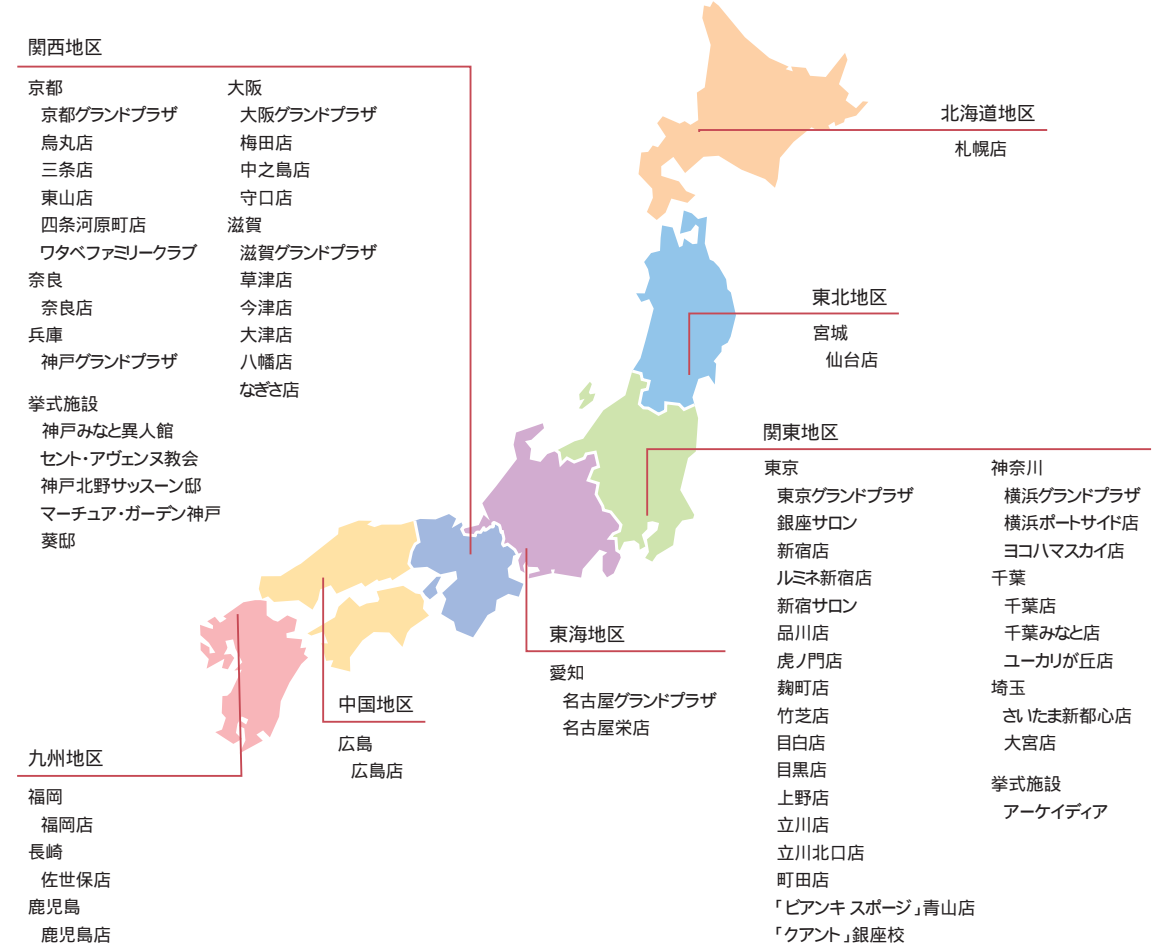 関西地区
京都
京都グランドプラザ
烏丸店
三条店
東山店
四条河原町店
ワタベファミリークラブ
奈良
奈良店
兵庫
神戸グランドプラザ
挙式施設
神戸みなと異人館
セント・アヴェンヌ教会
神戸北野サッスーン邸
マーチュア・ガーデン神戸
葵邸
大阪
大阪グランドプラザ
梅田店
中之島店
守口店
滋賀
滋賀グランドプラザ
草津店
今津店
大津店
八幡店
なぎさ店
北海道地区
札幌店
東北地区
宮城
仙台店
関東地区
東京
東京グランドプラザ
銀座サロン
新宿店
ルミネ新宿店
新宿サロン
品川店
虎ノ門店
麹町店
竹芝店
目白店
目黒店
上野店
立川店
立川北口店
町田店
「ビアンキ スポージ」青山店
「クアント」銀座校
神奈川
横浜グランドプラザ
横浜ポートサイド店
ヨコハマスカイ店
千葉
千葉店
千葉みなと店
ユーカリが丘店
埼玉
さいたま新都心店
大宮店
挙式施設
アーケイディア
東海地区
愛知
名古屋グランドプラザ
名古屋栄店
中国地区
広島
広島店
九州地区
福岡
福岡店
長崎
佐世保店
鹿児島
鹿児島店